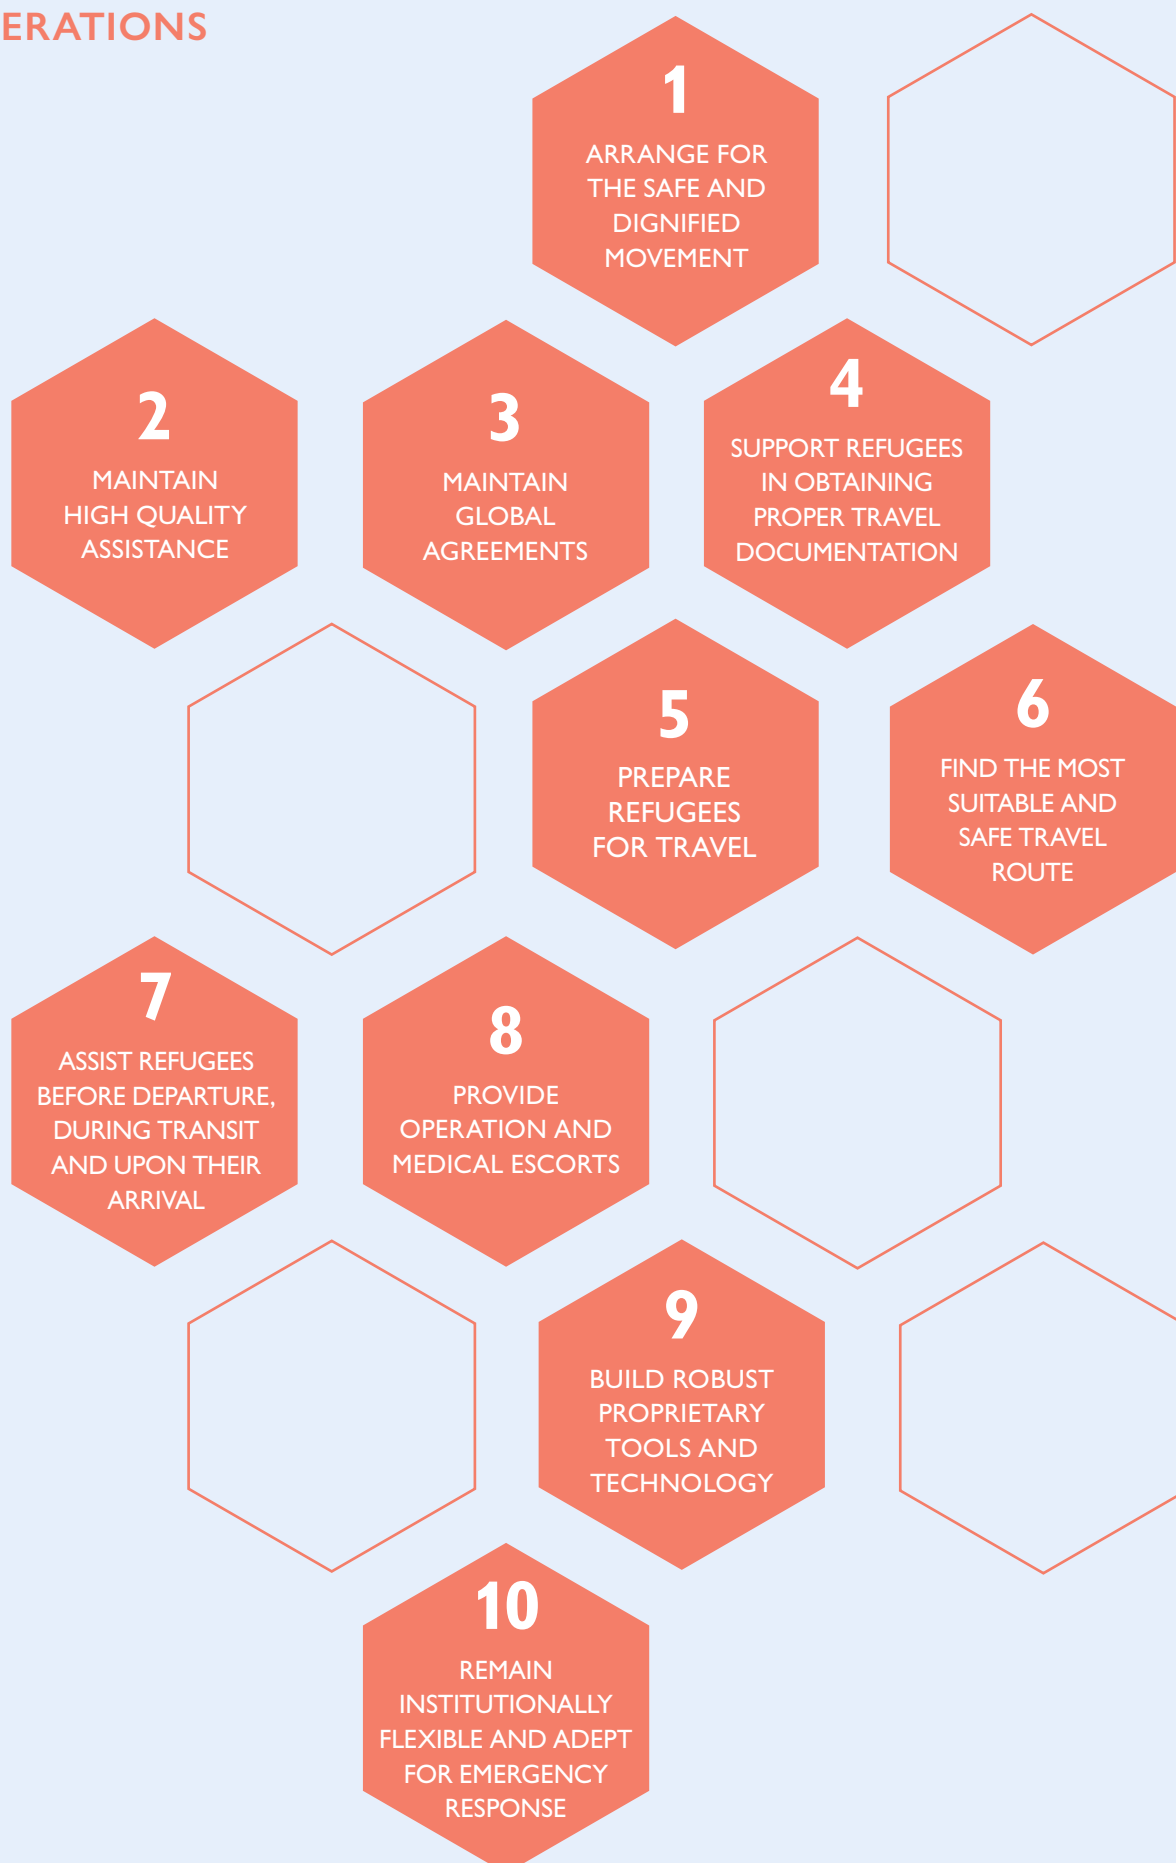 ERATIONS
1
ARRANGE FOR
THE SAFE AND
DIGNIFIED
MOVEMENT
2
MAINTAIN
HIGH QUALITY
ASSISTANCE
3
MAINTAIN
GLOBAL
AGREEMENTS
4
SUPPORT REFUGEES
IN OBTAINING
PROPER TRAVEL
DOCUMENTATION
5
PREPARE
REFUGEES
FOR TRAVEL
6
FIND THE MOST
SUITABLE AND
SAFE TRAVEL
ROUTE
7
ASSIST REFUGEES
BEFORE DEPARTURE,
DURING TRANSIT
AND UPON THEIR
ARRIVAL
8
PROVIDE
OPERATION AND
MEDICAL ESCORTS
9
BUILD ROBUST
PROPRIETARY
TOOLS AND
TECHNOLOGY
10
REMAIN
INSTITUTIONALLY
FLEXIBLE AND ADEPT
FOR EMERGENCY
RESPONSE